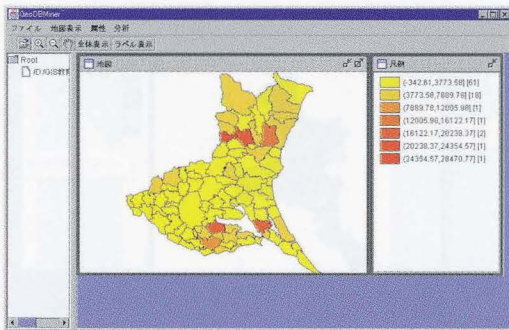 GeoDBMiner
ファイル 地図表示 属性 分析
全体表示 ラベル表示
Root
地図
凡例
(-342.61,3773.58] [61]
(3773.58,7889.78] [18]
(7889.78,12005.98] [1]
(12005.98,16122.17] [1]
(16122.17,20238.37] [2]
(20238.37,24354.57] [1]
(24354.57,28470.77] [1]